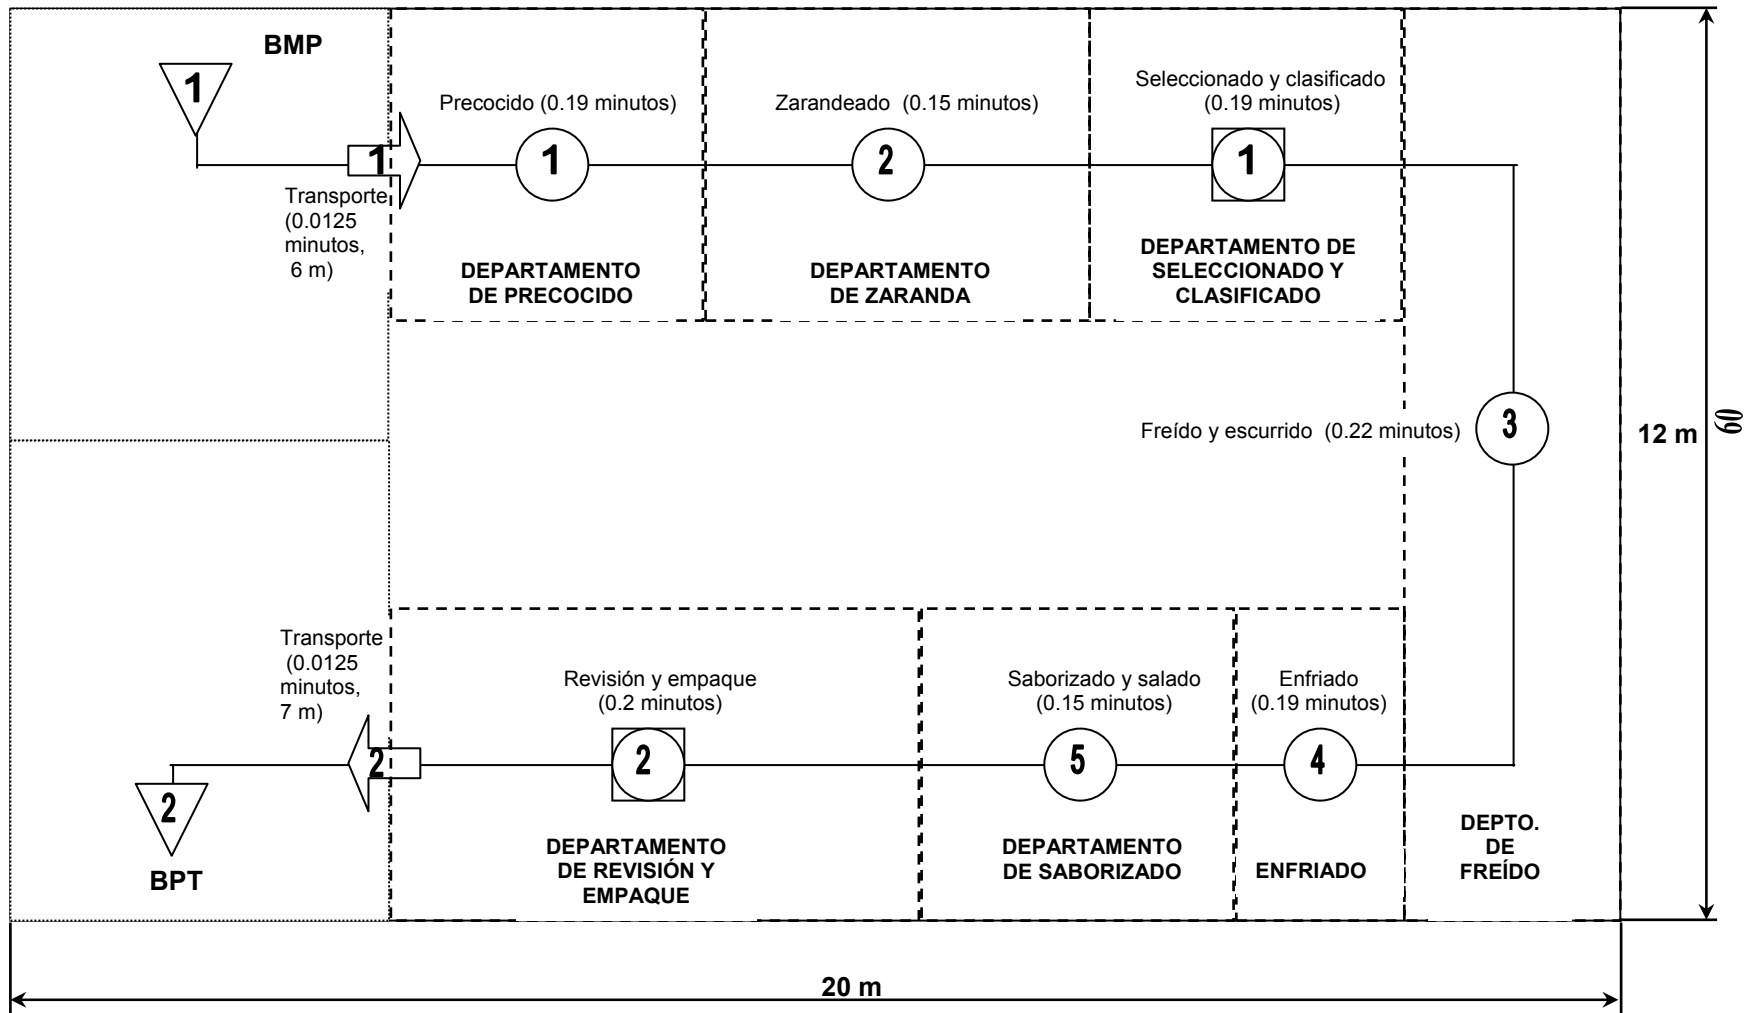 BMP
1
Precocido (0.19 minutos)
Zarandeado (0.15 minutos)
Seleccionado y clasificado
(0.19 minutos)
1
1
2
1
Transporte
(0.0125
minutos,
6 m)
DEPARTAMENTO
DE PRECOCIDO
DEPARTAMENTO
DE ZARANDA
DEPARTAMENTO DE
SELECCIONADO Y
CLASIFICADO
Freído y escurrido (0.22 minutos)
3
12 m
60
Transporte
(0.0125
minutos,
7 m)
Revisión y empaque
(0.2 minutos)
Saborizado y salado
(0.15 minutos)
Enfriado
(0.19 minutos)
2
2
5
4
2
BPT
DEPARTAMENTO
DE REVISIÓN Y
EMPAQUE
DEPARTAMENTO
DE SABORIZADO
ENFRIADO
DEPTO.
DE
FREÍDO
20 m